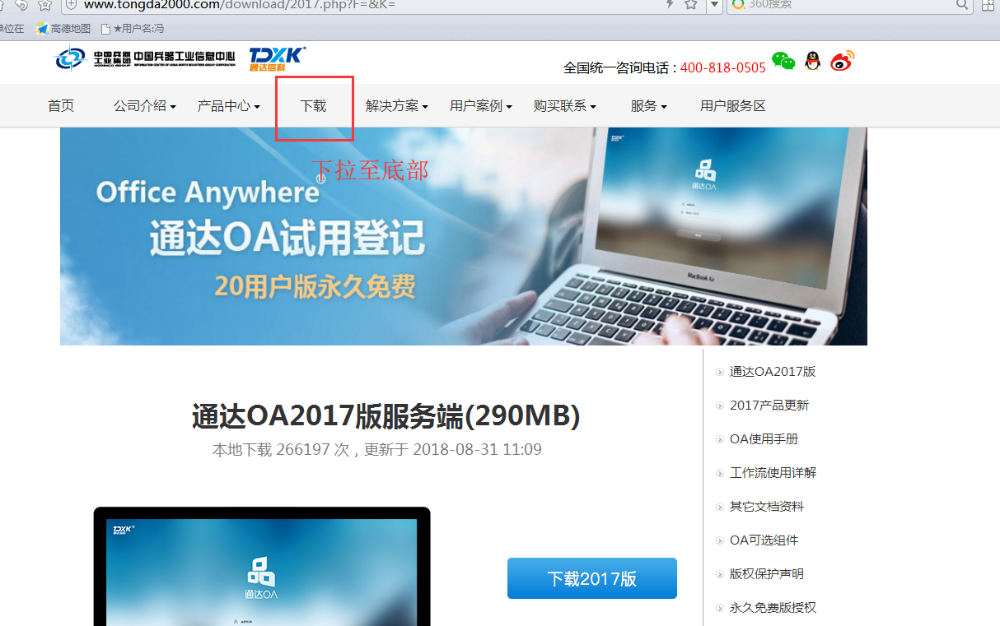 www.tongda2000.com/download/2017.php?F=&K=
360搜索
单位在 高德地图 ★用户名:冯
中国兵器工业集团 中国兵器工业信息中心 TDXK 通达信科
全国统一咨询电话：400-818-0505
首页 公司介绍 产品中心 下载 解决方案 用户案例 购买联系 服务 用户服务区
下拉至底部
Office Anywhere
通达OA试用登记
20用户版永久免费
TDXK
通达OA
MacBook Air
通达OA2017版服务端(290MB)
本地下载 266197 次，更新于 2018-08-31 11:09
TDXK
通达OA
admin
下载2017版
通达OA2017版
2017产品更新
OA使用手册
工作流使用详解
其它文档资料
OA可选组件
版权保护声明
永久免费版授权